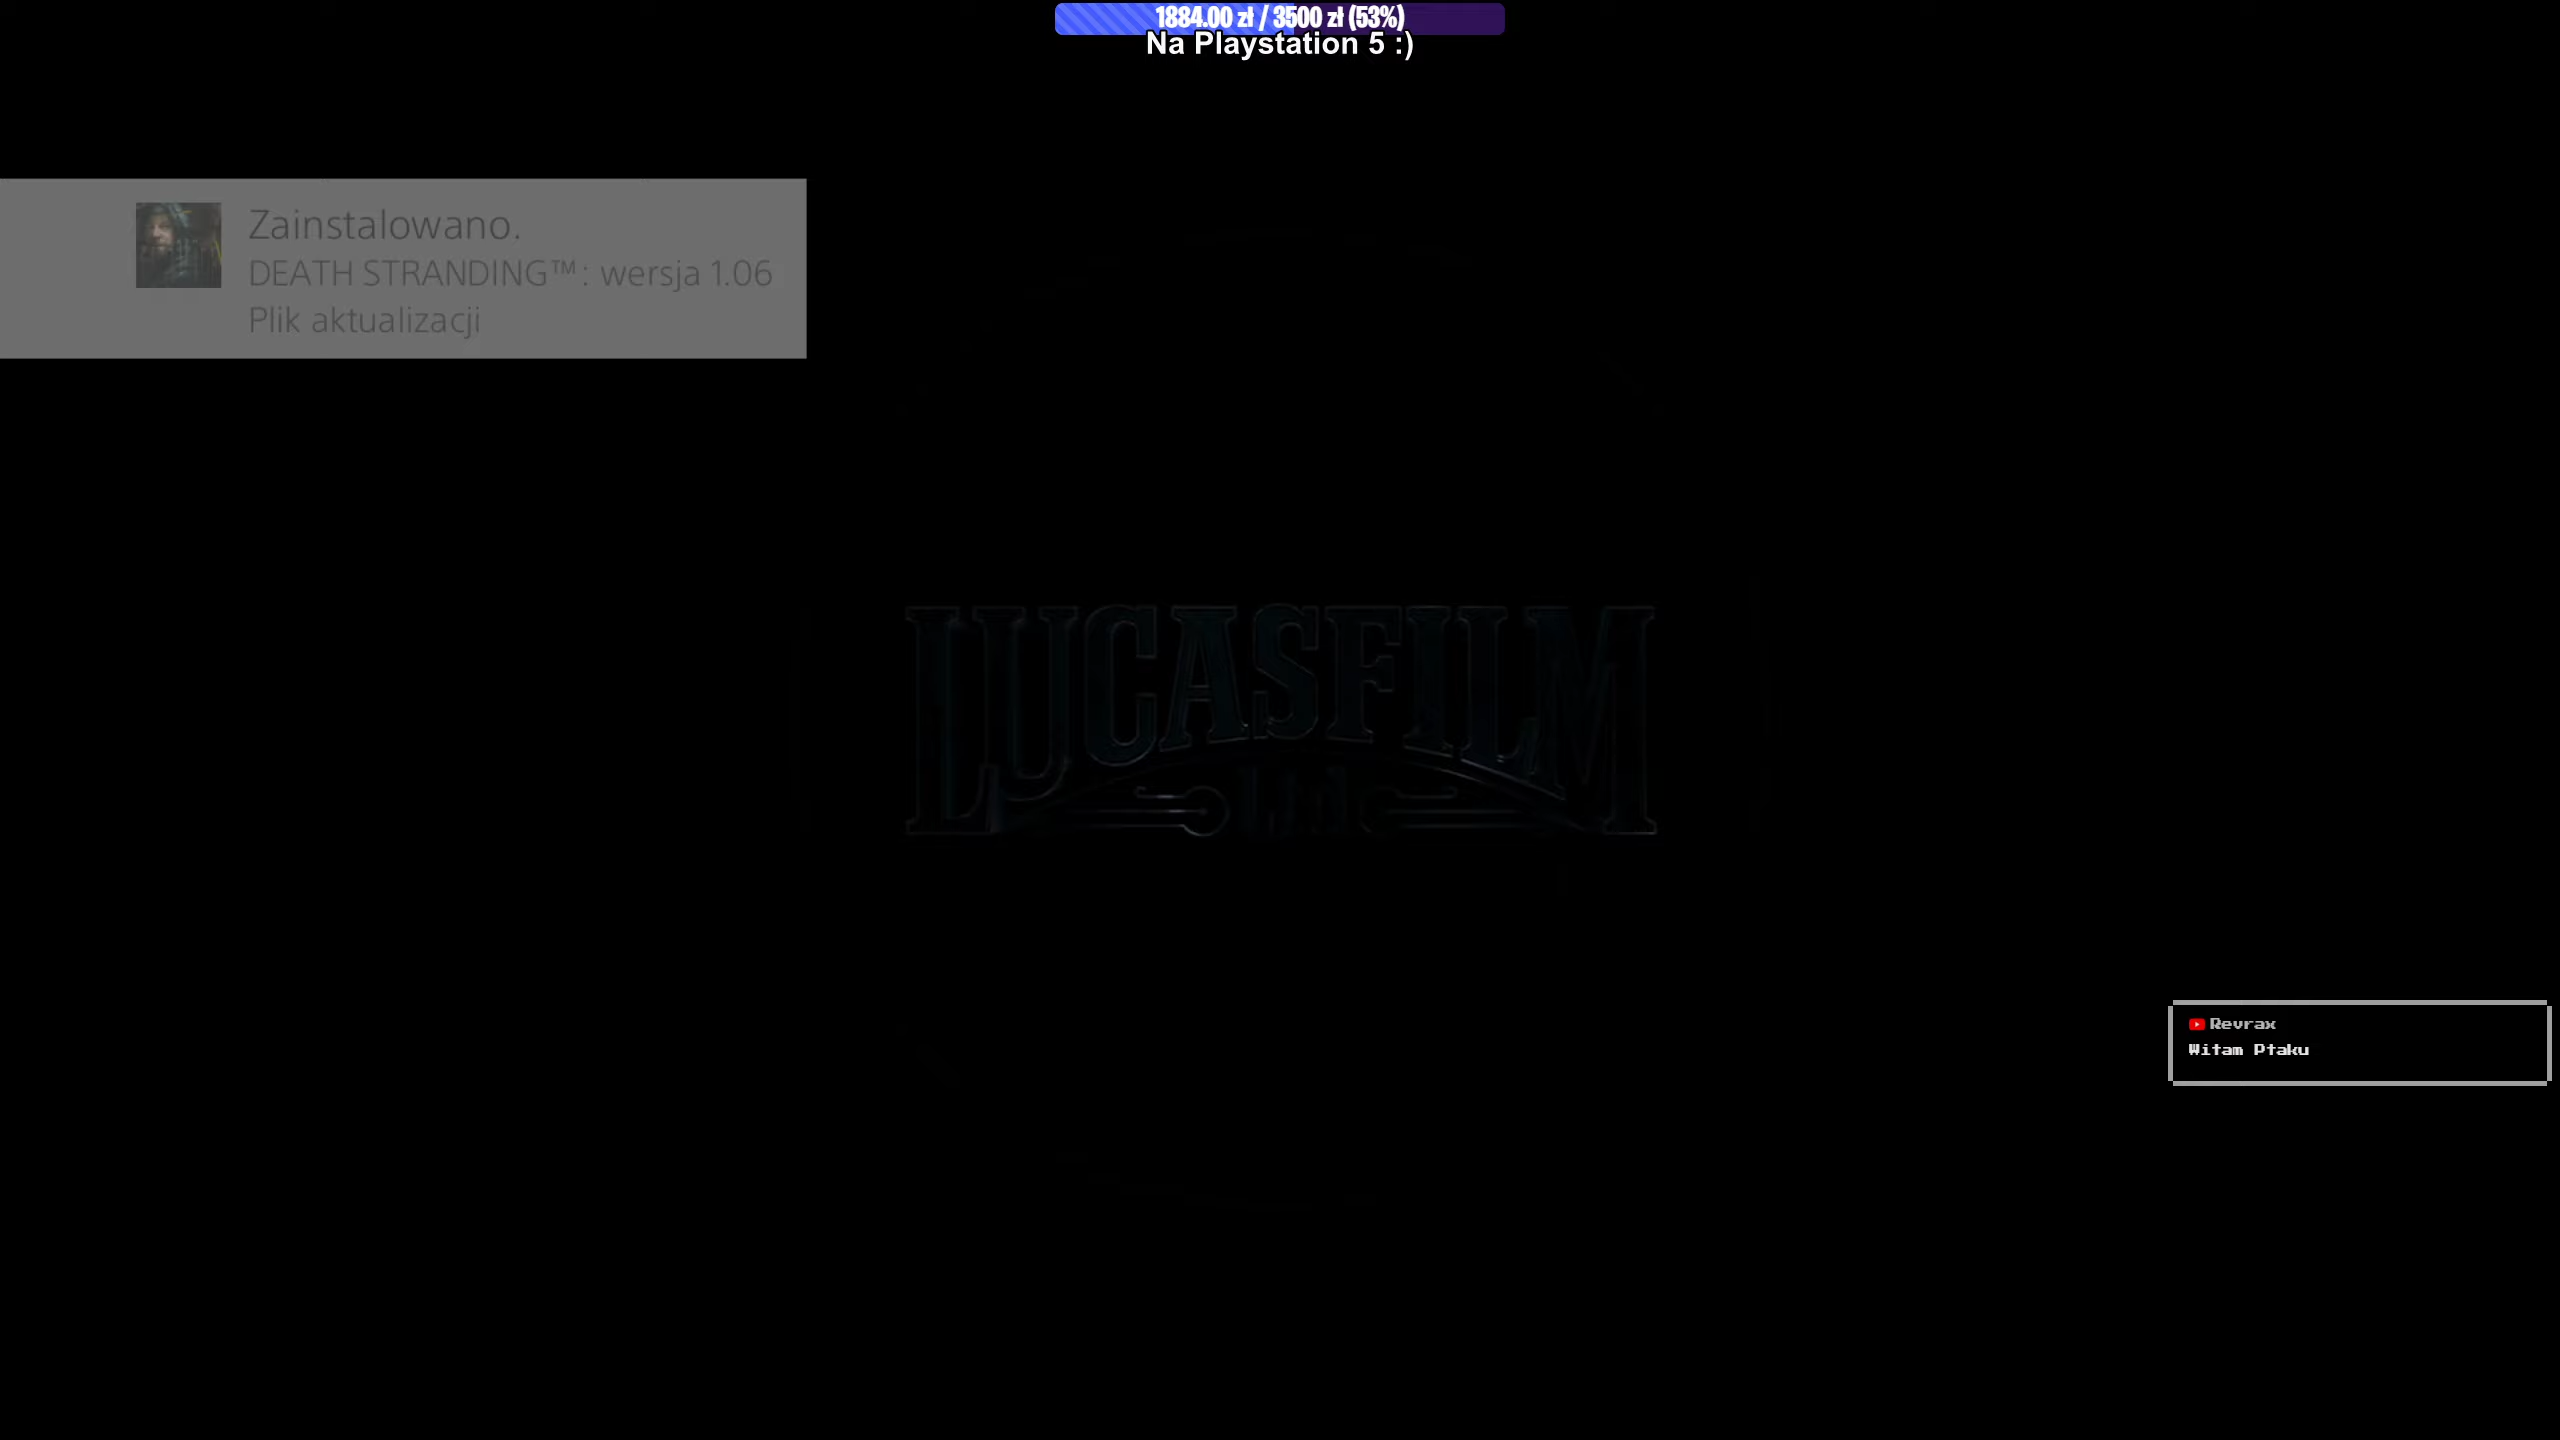 1884.00 zł / 3500 zł (53%)
Na Playstation 5 :)
Zainstalowano.
DEATH STRANDING™: wersja 1.06
Plik aktualizacji
LUCASFILM
Ltd
Revrax
Witam Ptaku